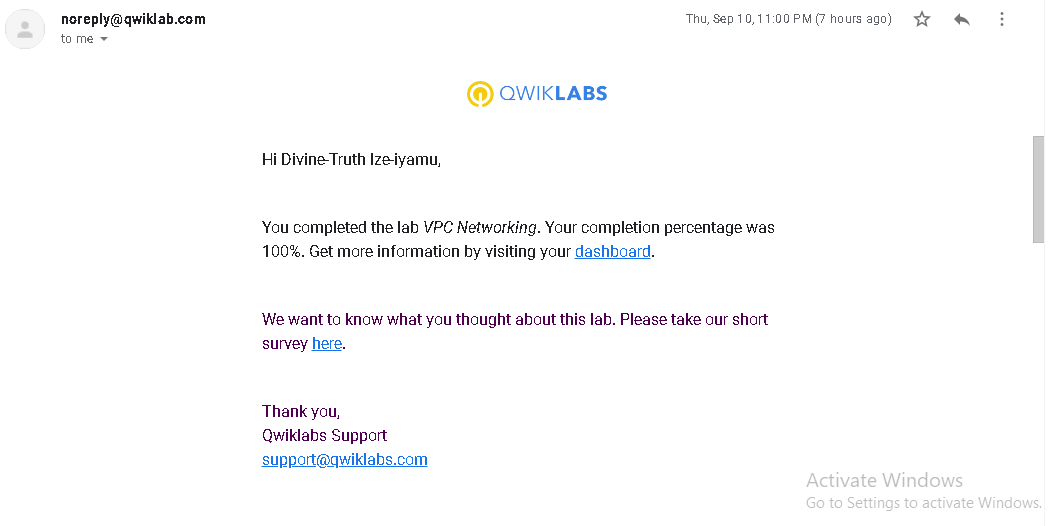 noreply@qwiklab.com
Thu, Sep 10, 11:00 PM (7 hours ago)
to me
QWIKLABS
Hi Divine-Truth Ize-iyamu,
You completed the lab VPC Networking. Your completion percentage was
100%. Get more information by visiting your dashboard.
We want to know what you thought about this lab. Please take our short
survey here.
Thank you,
Qwiklabs Support
support@qwiklabs.com
Activate Windows
Go to Settings to activate Windows.